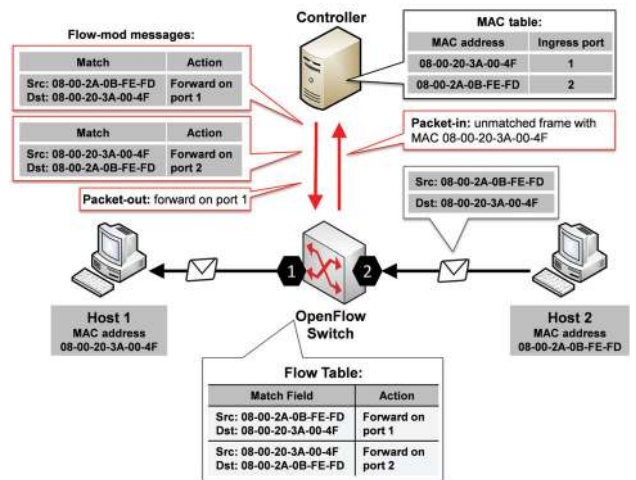 Controller
MAC table:
MAC address Ingress port
08-00-20-3A-00-4F 1
08-00-2A-0B-FE-FD 2
Flow-mod messages:
Match Action
Src: 08-00-2A-0B-FE-FD Forward on
Dst: 08-00-20-3A-00-4F port 1
Match Action
Src: 08-00-20-3A-00-4F Forward on
Dst: 08-00-2A-0B-FE-FD port 2
Packet-out: forward on port 1
Packet-in: unmatched frame with
MAC 08-00-20-3A-00-4F
Src: 08-00-2A-0B-FE-FD
Dst: 08-00-20-3A-00-4F
1
2
Host 1
MAC address
08-00-20-3A-00-4F
OpenFlow
Switch
Host 2
MAC address
08-00-2A-0B-FE-FD
Flow Table:
Match Field Action
Src: 08-00-2A-0B-FE-FD Forward on
Dst: 08-00-20-3A-00-4F port 1
Src: 08-00-20-3A-00-4F Forward on
Dst: 08-00-2A-0B-FE-FD port 2